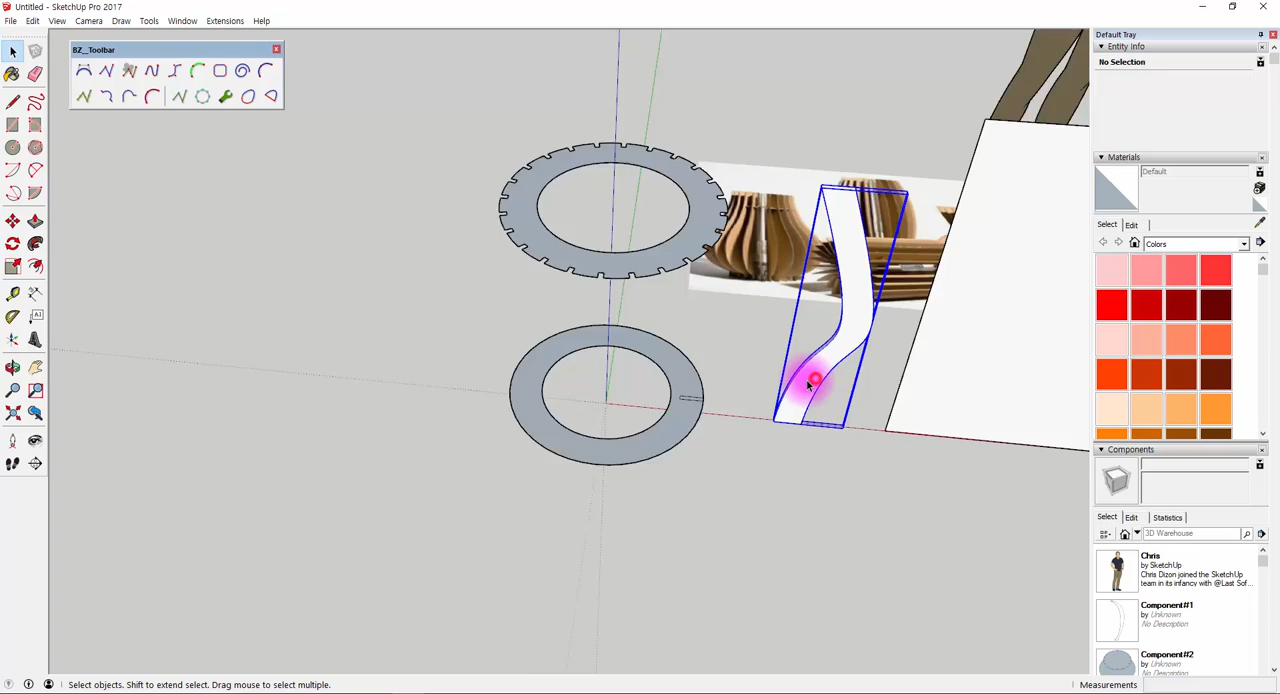 Untitled - SketchUp Pro 2017
File Edit View Camera Draw Tools Window Extensions Help
BZ__Toolbar
Default Tray
Entity Info
No Selection
Materials
Default
Select Edit
Colors
Components
Select Edit Statistics
3D Warehouse
Chris
by SketchUp
Chris Dizon joined the SketchUp
team in its infancy with @Last Sof...
Component#1
by Unknown
No Description
Component#2
by Unknown
No Description
Select objects. Shift to extend select. Drag mouse to select multiple.
Measurements